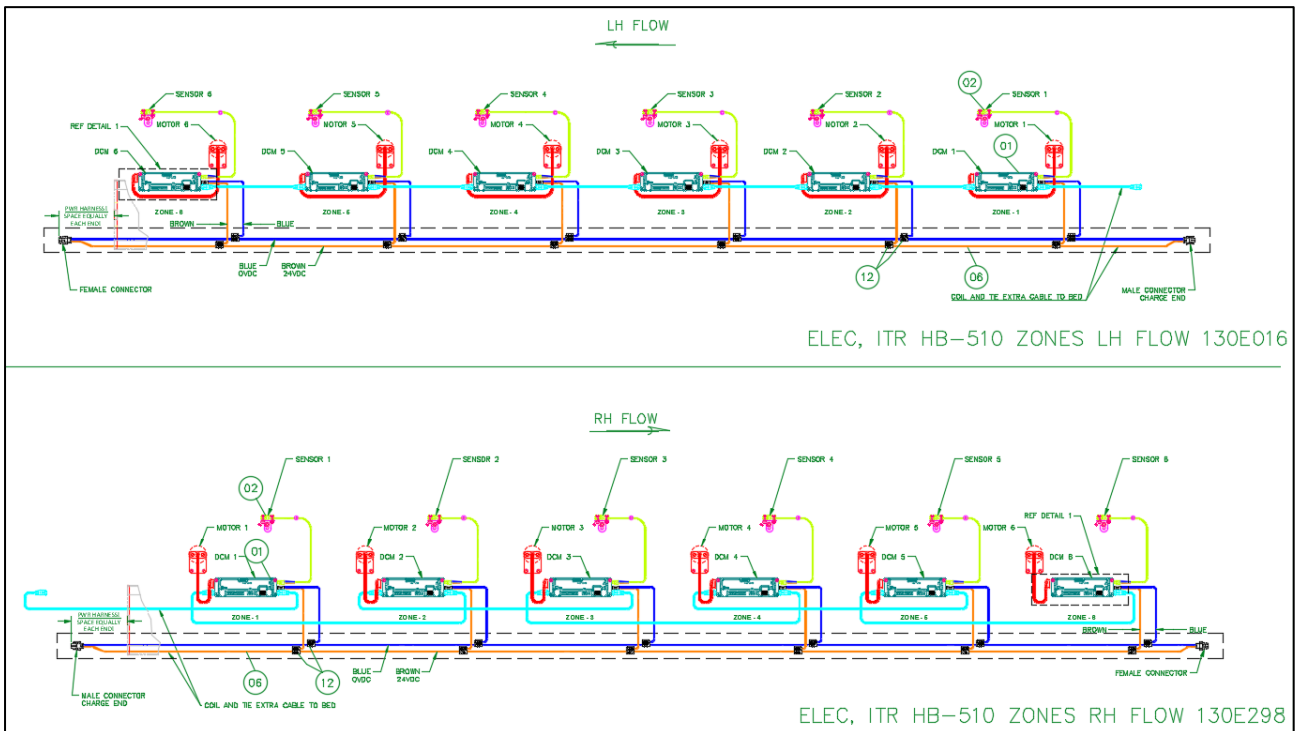 LH FLOW
SENSOR 6
SENSOR 5
SENSOR 4
SENSOR 3
SENSOR 2
02
SENSOR 1
REF DETAIL 1
MOTOR 6
MOTOR 5
MOTOR 4
MOTOR 3
MOTOR 2
MOTOR 1
DCM 6
DCM 5
DCM 4
DCM 3
DCM 2
DCM 1
01
PWR HARNESS:
SPACE EQUALLY
EACH ENDS
ZONE-6
ZONE-5
ZONE-4
ZONE-3
ZONE-2
ZONE-1
BROWN
BLUE
FEMALE CONNECTOR
BLUE
0VDC
BROWN
24VDC
12
06
COIL AND TIE EXTRA CABLE TO BED
MALE CONNECTOR
CHARGE END
ELEC, ITR HB-510 ZONES LH FLOW 130E016
RH FLOW
SENSOR 1
SENSOR 2
SENSOR 3
SENSOR 4
SENSOR 5
SENSOR 6
02
MOTOR 1
MOTOR 2
MOTOR 3
MOTOR 4
MOTOR 5
MOTOR 6
REF DETAIL 1
DCM 1
01
DCM 2
DCM 3
DCM 4
DCM 5
DCM 6
PWR HARNESS:
SPACE EQUALLY
EACH ENDS
ZONE-1
ZONE-2
ZONE-3
ZONE-4
ZONE-5
ZONE-6
BROWN
BLUE
MALE CONNECTOR
CHARGE END
06
COIL AND TIE EXTRA CABLE TO BED
12
BLUE
0VDC
BROWN
24VDC
FEMALE CONNECTOR
ELEC, ITR HB-510 ZONES RH FLOW 130E298